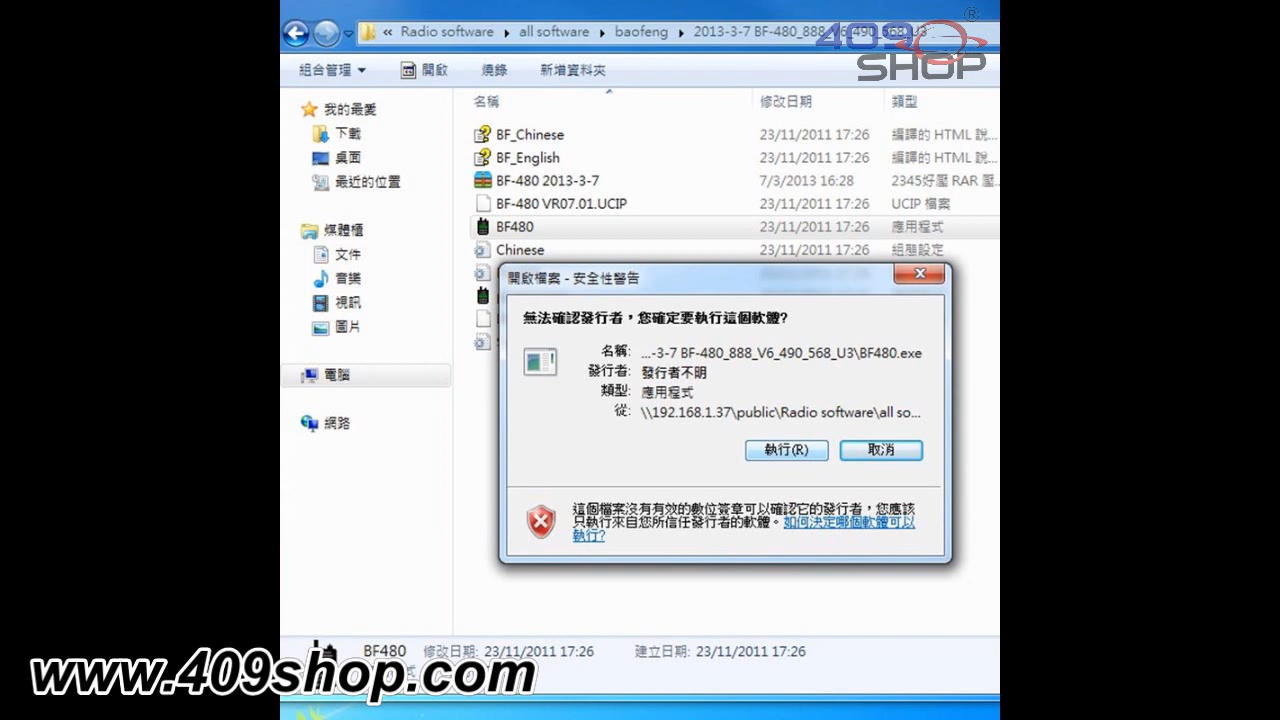 « Radio software ▸ all software ▸ baofeng ▸ 2013-3-7 BF-480_888_V6_490_568_U3
409 SHOP ®
組合管理 ▼ 開啟 燒錄 新增資料夾
名稱 修改日期 類型
我的最愛
下載
桌面
最近的位置
媒體櫃
文件
音樂
視訊
圖片
電腦
網路
BF_Chinese 23/11/2011 17:26 編譯的 HTML 說...
BF_English 23/11/2011 17:26 編譯的 HTML 說...
BF-480 2013-3-7 7/3/2013 16:28 2345好壓 RAR 壓...
BF-480 VR07.01.UCIP 23/11/2011 17:26 UCIP 檔案
BF480 23/11/2011 17:26 應用程式
Chinese 23/11/2011 17:26 組態設定
開啟檔案 - 安全性警告
無法確認發行者，您確定要執行這個軟體?
名稱: ...-3-7 BF-480_888_V6_490_568_U3\BF480.exe
發行者: 發行者不明
類型: 應用程式
從: \\192.168.1.37\public\Radio software\all so...
執行(R) 取消
這個檔案沒有有效的數位簽章可以確認它的發行者，您應該
只執行來自您所信任發行者的軟體。如何決定哪個軟體可以
執行?
BF480 修改日期: 23/11/2011 17:26 建立日期: 23/11/2011 17:26
www.409shop.com